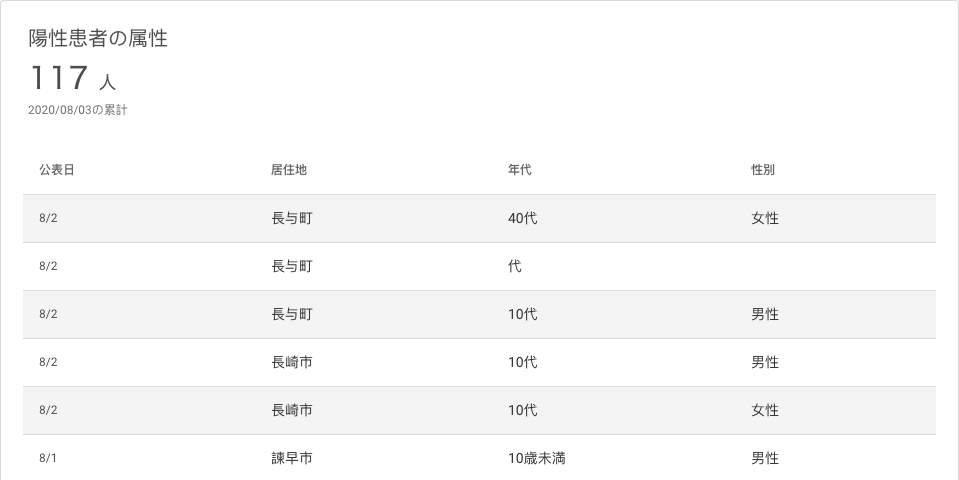 陽性患者の属性
117 人
2020/08/03の累計
公表日 居住地 年代 性別
8/2 長与町 40代 女性
8/2 長与町 代
8/2 長与町 10代 男性
8/2 長崎市 10代 男性
8/2 長崎市 10代 女性
8/1 諫早市 10歳未満 男性